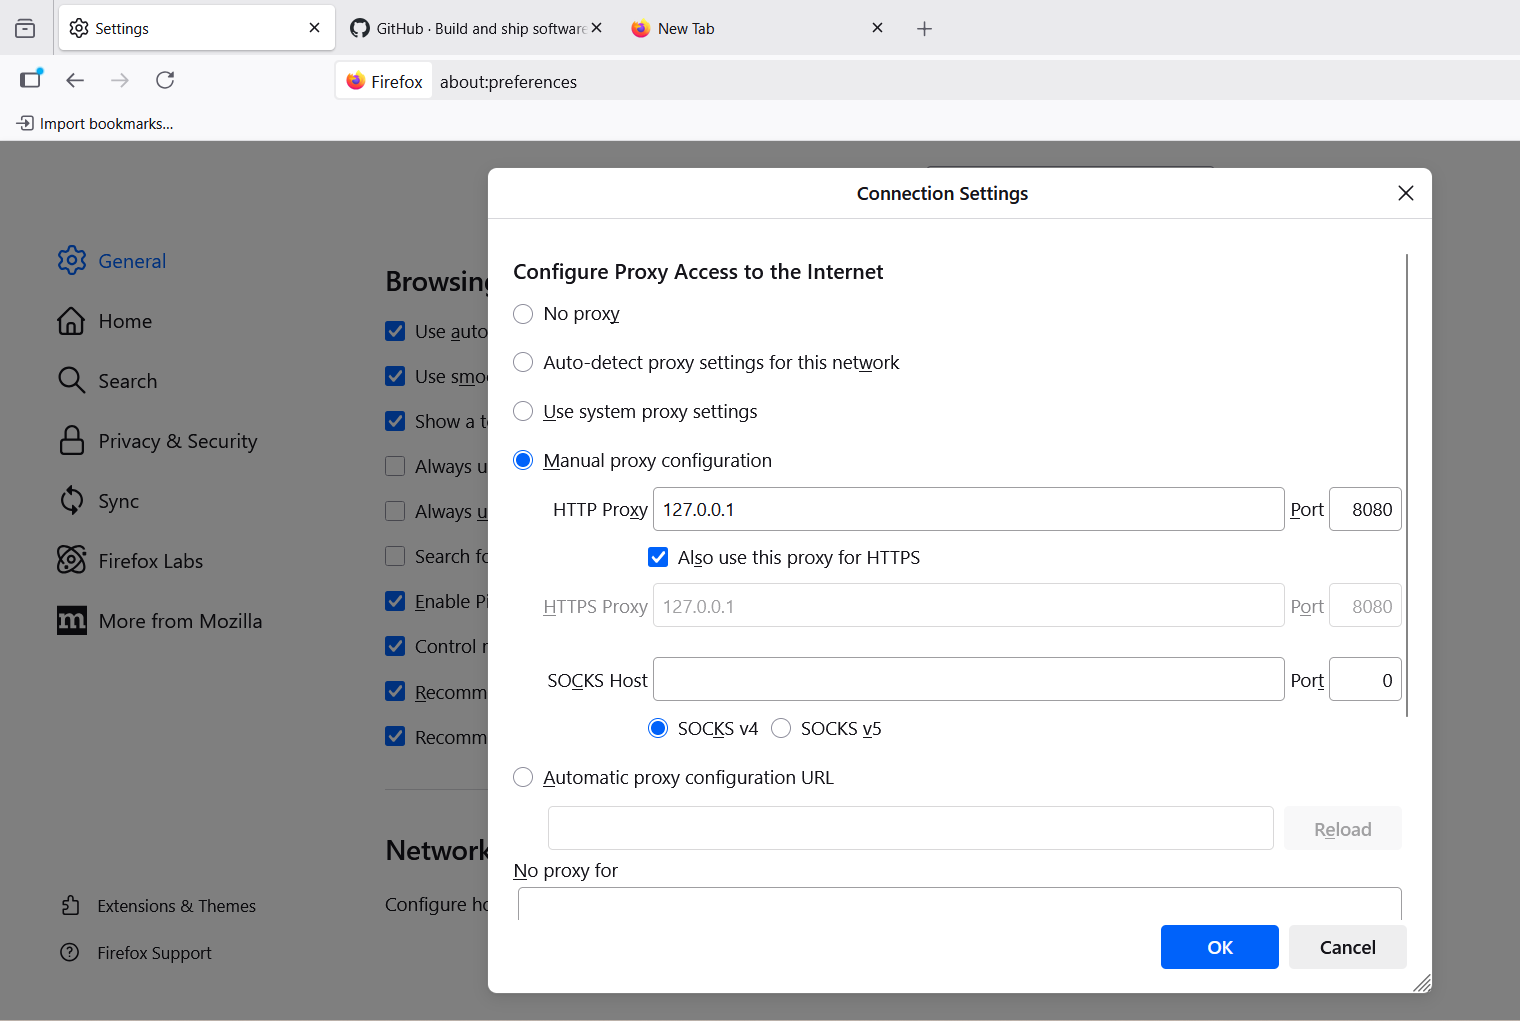 Settings
GitHub · Build and ship software
New Tab
Firefox
about:preferences
Import bookmarks...
Connection Settings
Configure Proxy Access to the Internet
No proxy
Auto-detect proxy settings for this network
Use system proxy settings
Manual proxy configuration
HTTP Proxy 127.0.0.1 Port 8080
Also use this proxy for HTTPS
HTTPS Proxy 127.0.0.1 Port 8080
SOCKS Host Port 0
SOCKS v4 SOCKS v5
Automatic proxy configuration URL
Reload
No proxy for
OK Cancel
General
Home
Search
Privacy & Security
Sync
Firefox Labs
m More from Mozilla
Extensions & Themes
Firefox Support
Browsing
Use auto
Use smo
Show a t
Always u
Always u
Search fo
Enable Pi
Control
Recomm
Recomm
Network
Configure ho